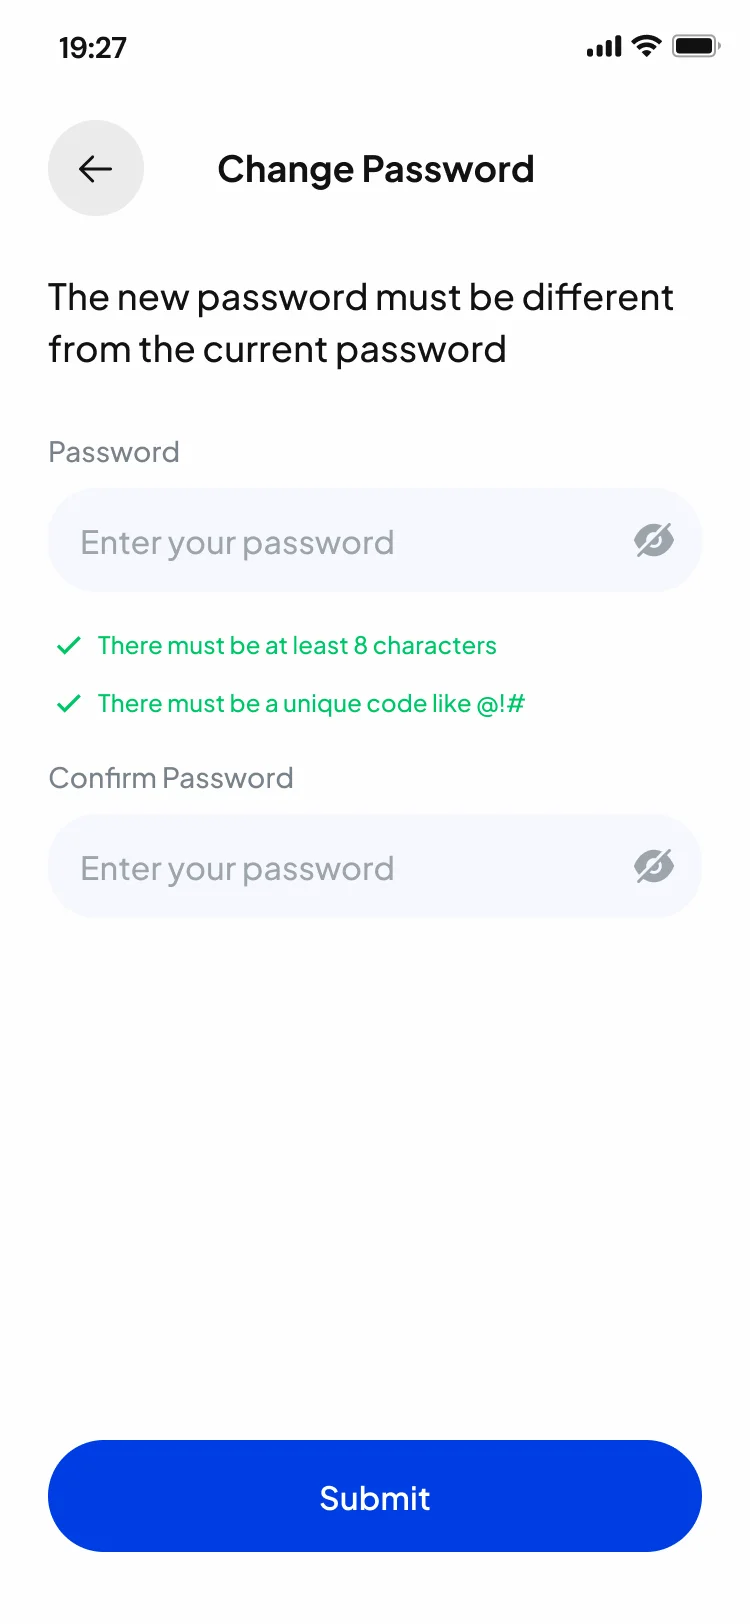 19:27
Change Password
The new password must be different
from the current password
Password
Enter your password
There must be at least 8 characters
There must be a unique code like @!#
Confirm Password
Enter your password
Submit